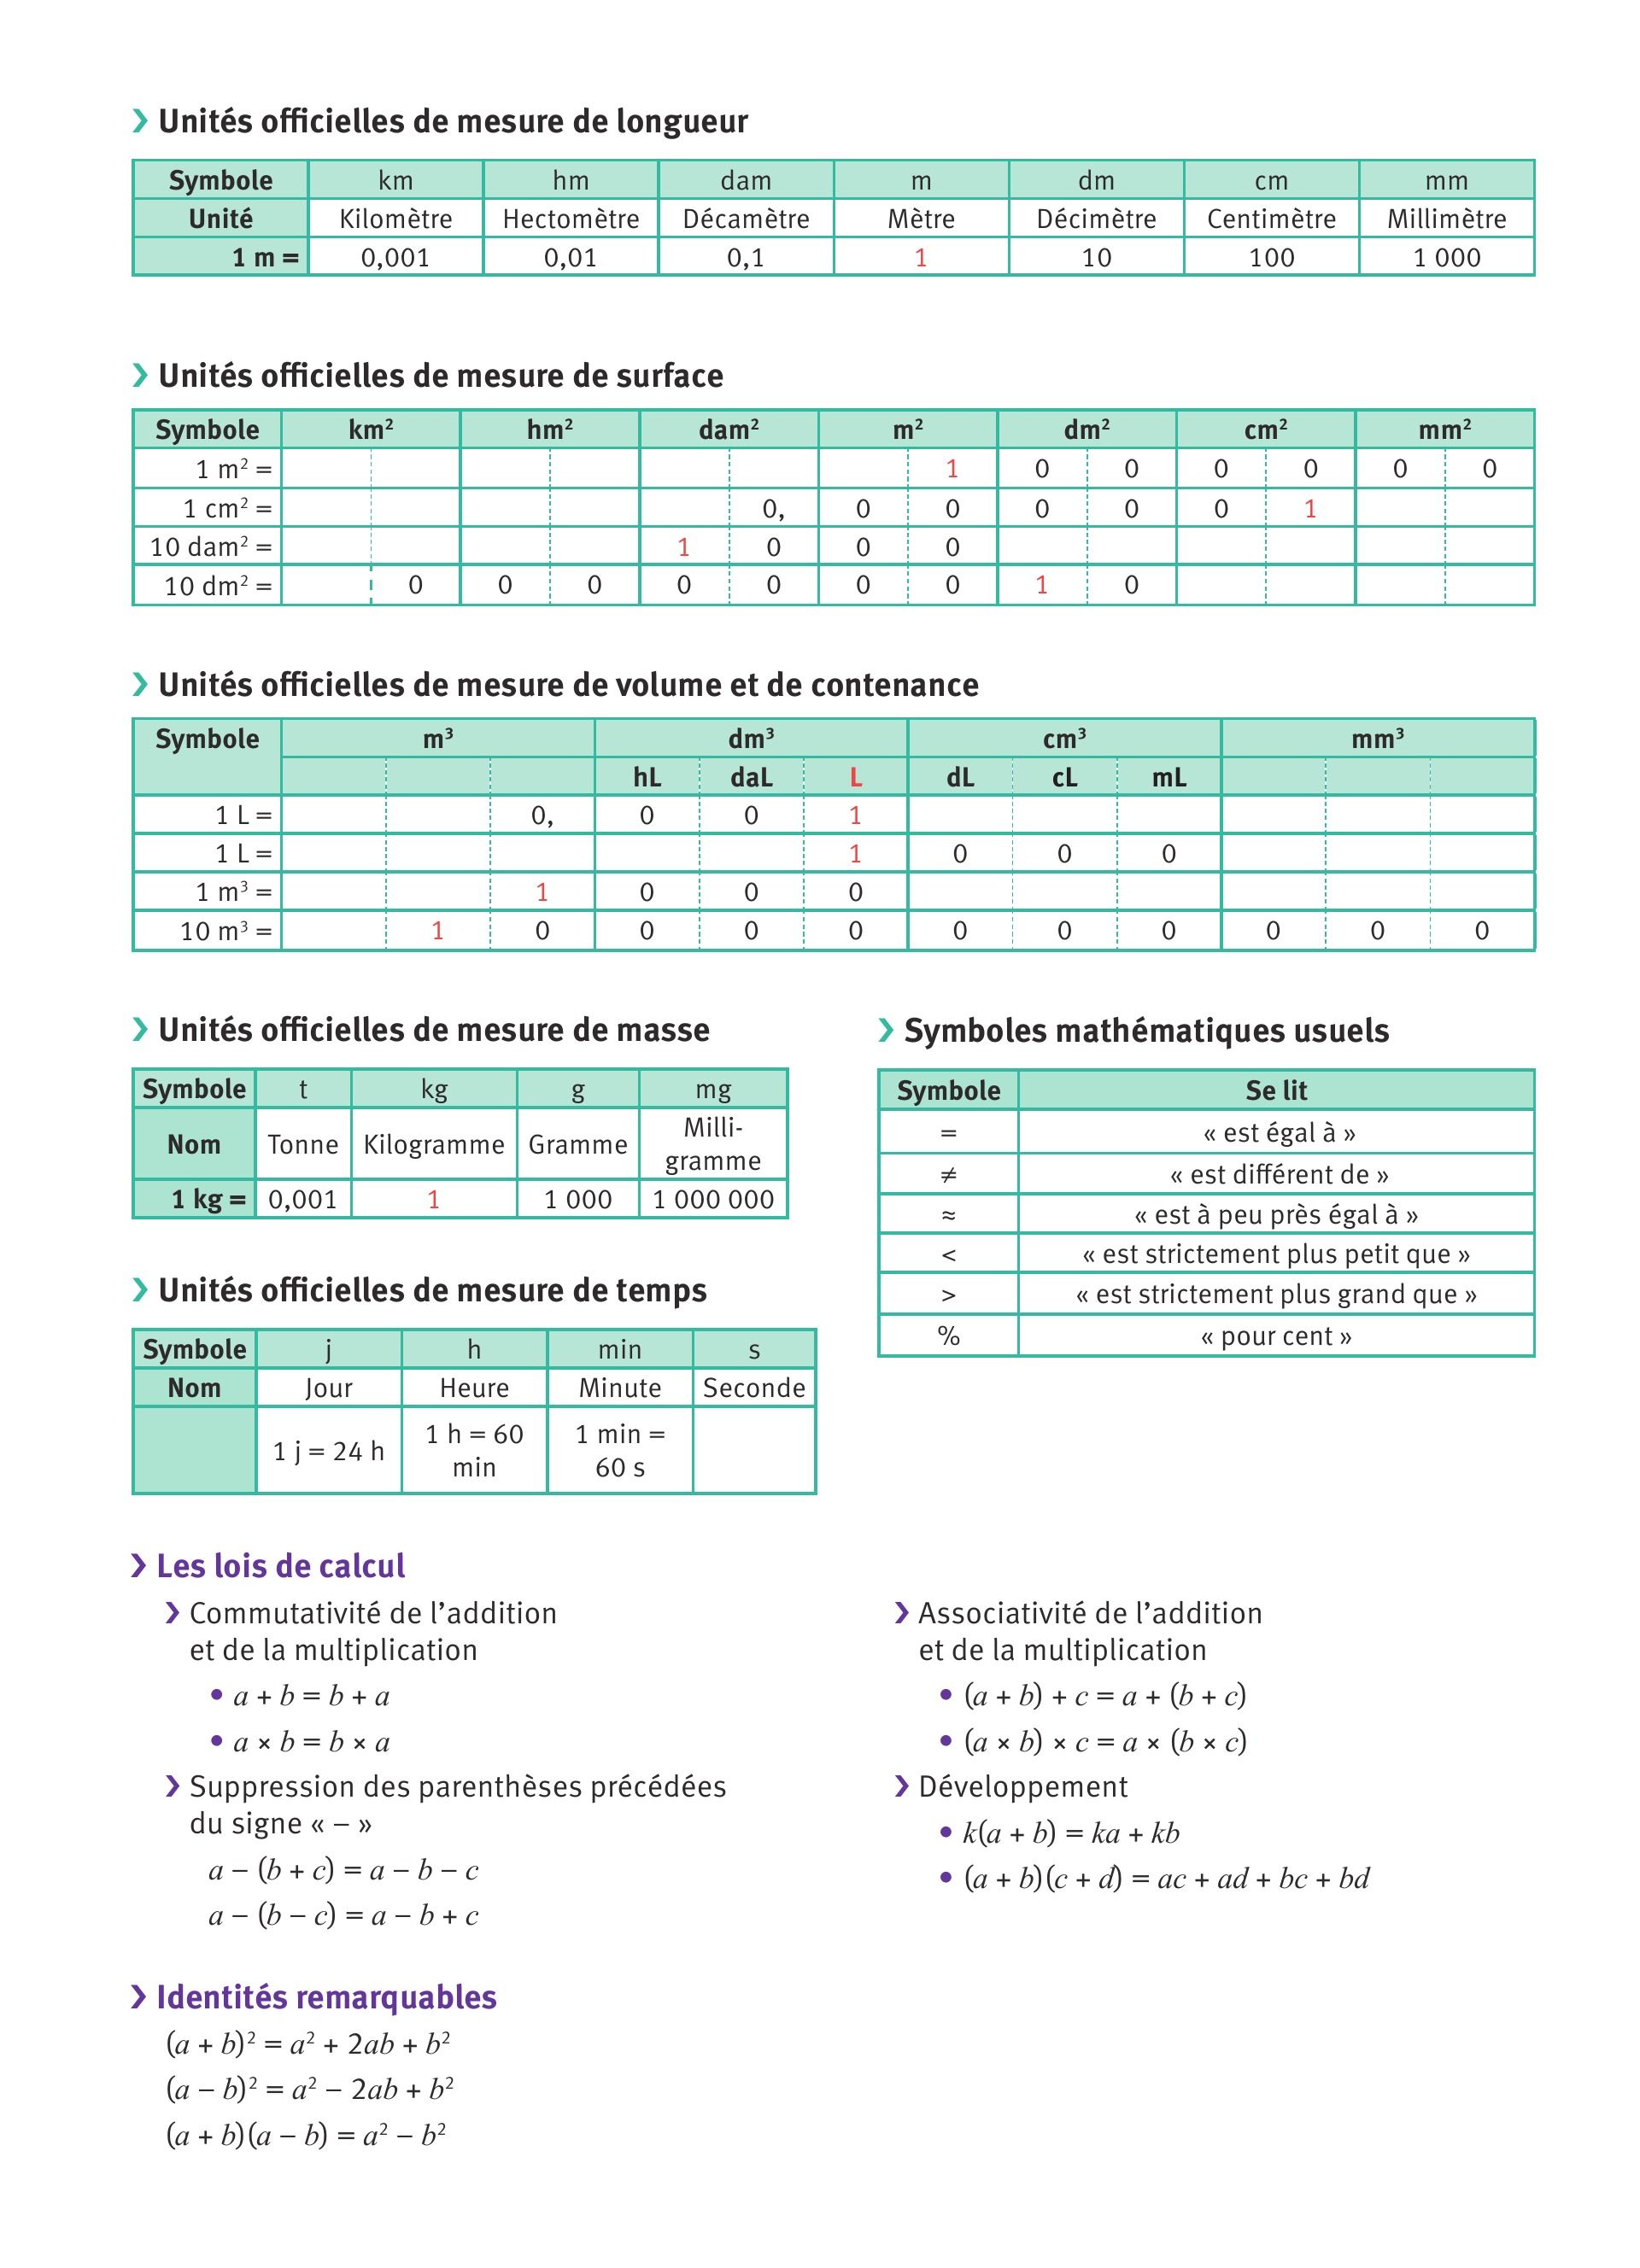 Unités officielles de mesure de longueur
Symbole km hm dam m dm cm mm
Unité Kilomètre Hectomètre Décamètre Mètre Décimètre Centimètre Millimètre
1 m = 0,001 0,01 0,1 1 10 100 1 000
Unités officielles de mesure de surface
Symbole km² hm² dam² m² dm² cm² mm²
1 m² = 1 0 0 0 0 0 0
1 cm² = 0, 0 0 0 0 0 1
10 dam² = 1 0 0 0
10 dm² = 0 0 0 0 0 0 0 1 0
Unités officielles de mesure de volume et de contenance
Symbole m³ dm³ cm³ mm³
hL daL L dL cL mL
1 L = 0, 0 0 1
1 L = 1 0 0 0
1 m³ = 1 0 0 0
10 m³ = 1 0 0 0 0 0 0 0 0 0 0
Unités officielles de mesure de masse
Symbole t kg g mg
Nom Tonne Kilogramme Gramme Milli-
gramme
1 kg = 0,001 1 1 000 1 000 000
Symboles mathématiques usuels
Symbole Se lit
= « est égal à »
≠ « est différent de »
≈ « est à peu près égal à »
< « est strictement plus petit que »
> « est strictement plus grand que »
% « pour cent »
Unités officielles de mesure de temps
Symbole j h min s
Nom Jour Heure Minute Seconde
1 j = 24 h 1 h = 60 1 min =
min 60 s
Les lois de calcul
Commutativité de l’addition
et de la multiplication
• a + b = b + a
• a × b = b × a
Suppression des parenthèses précédées
du signe « – »
a – (b + c) = a – b – c
a – (b – c) = a – b + c
Associativité de l’addition
et de la multiplication
• (a + b) + c = a + (b + c)
• (a × b) × c = a × (b × c)
Développement
• k(a + b) = ka + kb
• (a + b)(c + d) = ac + ad + bc + bd
Identités remarquables
(a + b)² = a² + 2ab + b²
(a – b)² = a² – 2ab + b²
(a + b)(a – b) = a² – b²